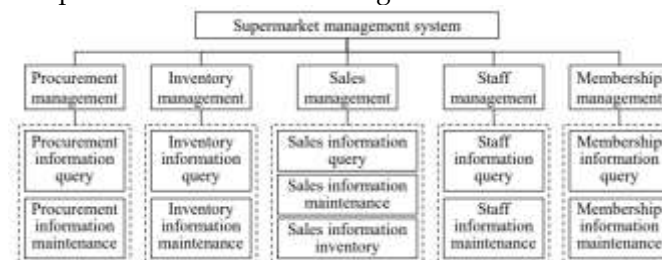 Supermarket management system
Procurement
management
Inventory
management
Sales
management
Staff
management
Membership
management
Procurement
information
query
Inventory
information
query
Sales information
query
Staff
information
query
Membership
information
query
Procurement
information
maintenance
Inventory
information
maintenance
Sales information
maintenance
Sales information
inventory
Staff
information
maintenance
Membership
information
maintenance